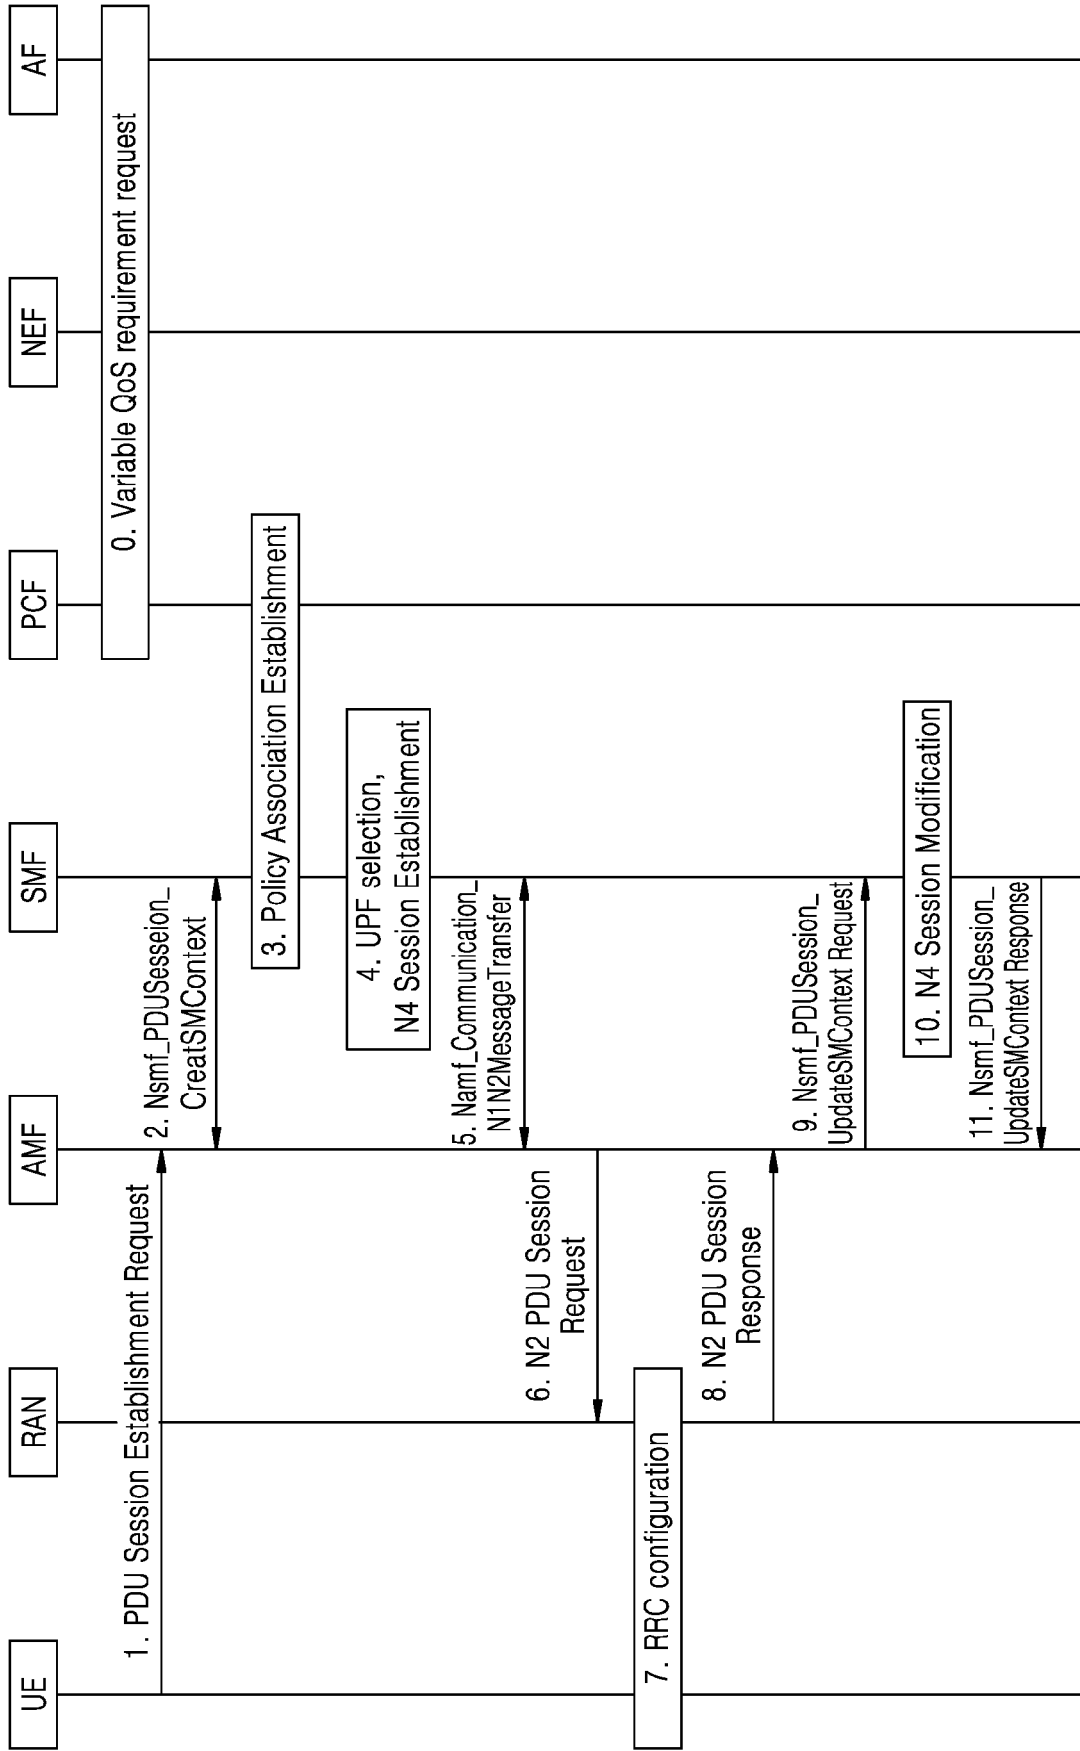 UE
RAN
AMF
SMF
PCF
NEF
AF
0. Variable QoS requirement request
1. PDU Session Establishment Request
2. Nsmf_PDUSesseion_
CreatSMContext
3. Policy Association Establishment
4. UPF selection,
N4 Session Establishment
5. Namf_Communication_
N1N2MessageTransfer
6. N2 PDU Session
Request
7. RRC configuration
8. N2 PDU Session
Response
9. Nsmf_PDUSession_
UpdateSMContext Request
10. N4 Session Modification
11. Nsmf_PDUSession_
UpdateSMContext Response